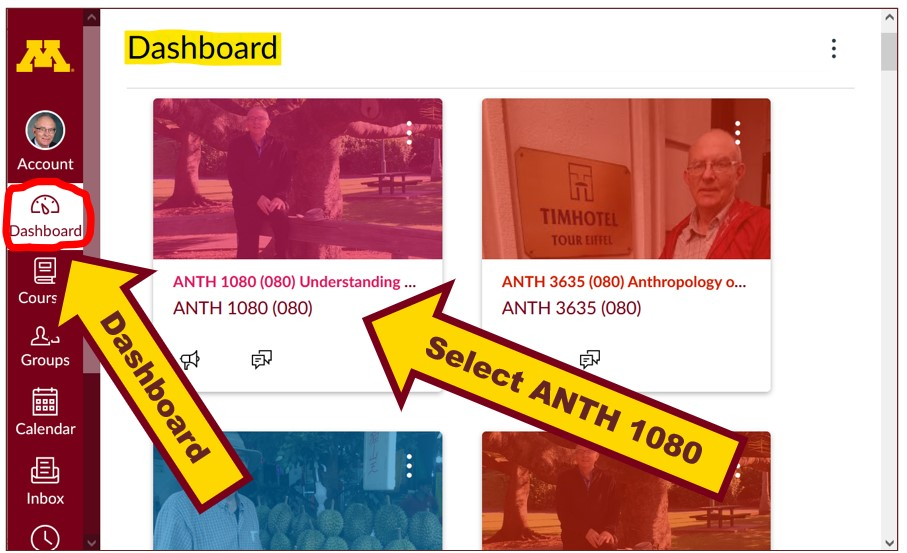 Dashboard
M
Account
Dashboard
Cours
Groups
Calendar
Inbox
TIMHOTEL
TOUR EIFFEL
ANTH 1080 (080) Understanding ...
ANTH 1080 (080)
ANTH 3635 (080) Anthropology o...
ANTH 3635 (080)
Dashboard
Select ANTH 1080